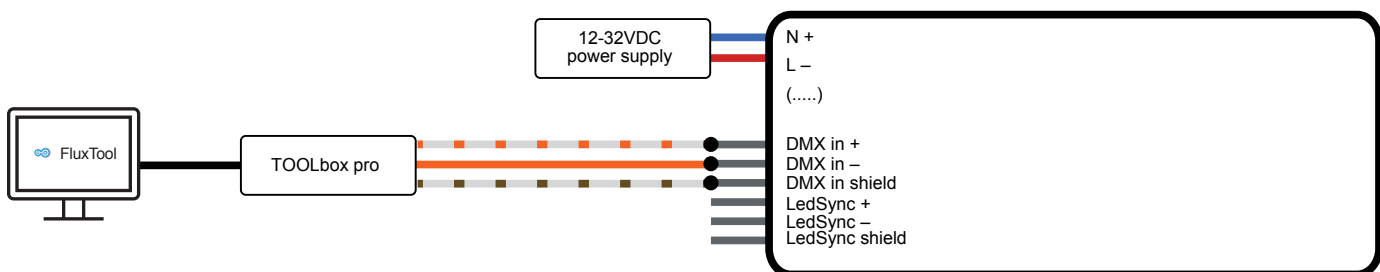 12-32VDC
power supply
N +
L –
(.....)
FluxTool
TOOLbox pro
DMX in +
DMX in –
DMX in shield
LedSync +
LedSync –
LedSync shield